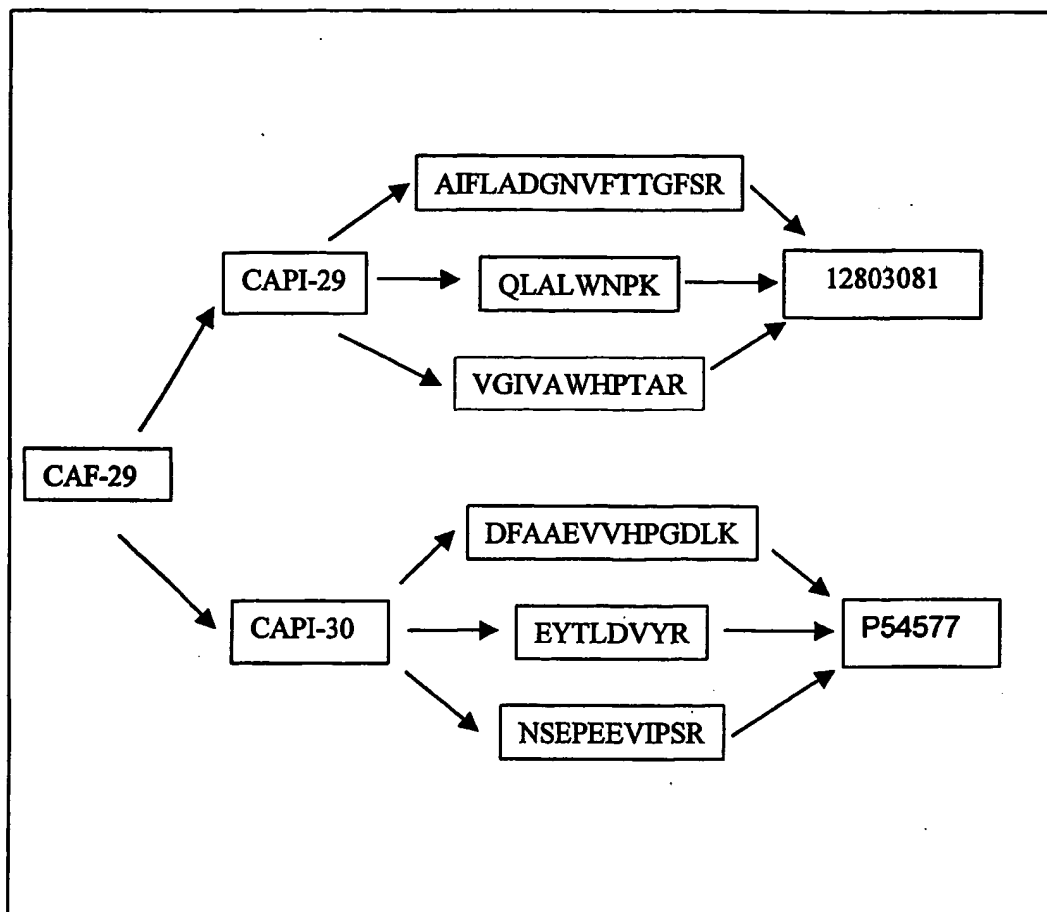 AIFLADGNVFTTGFSR
CAPI-29
QLALWNPK
12803081
VGIVAWHPTAR
CAF-29
DFAAEVVHPGDLK
CAPI-30
EYTLDVYR
P54577
NSEPEEVIPSR